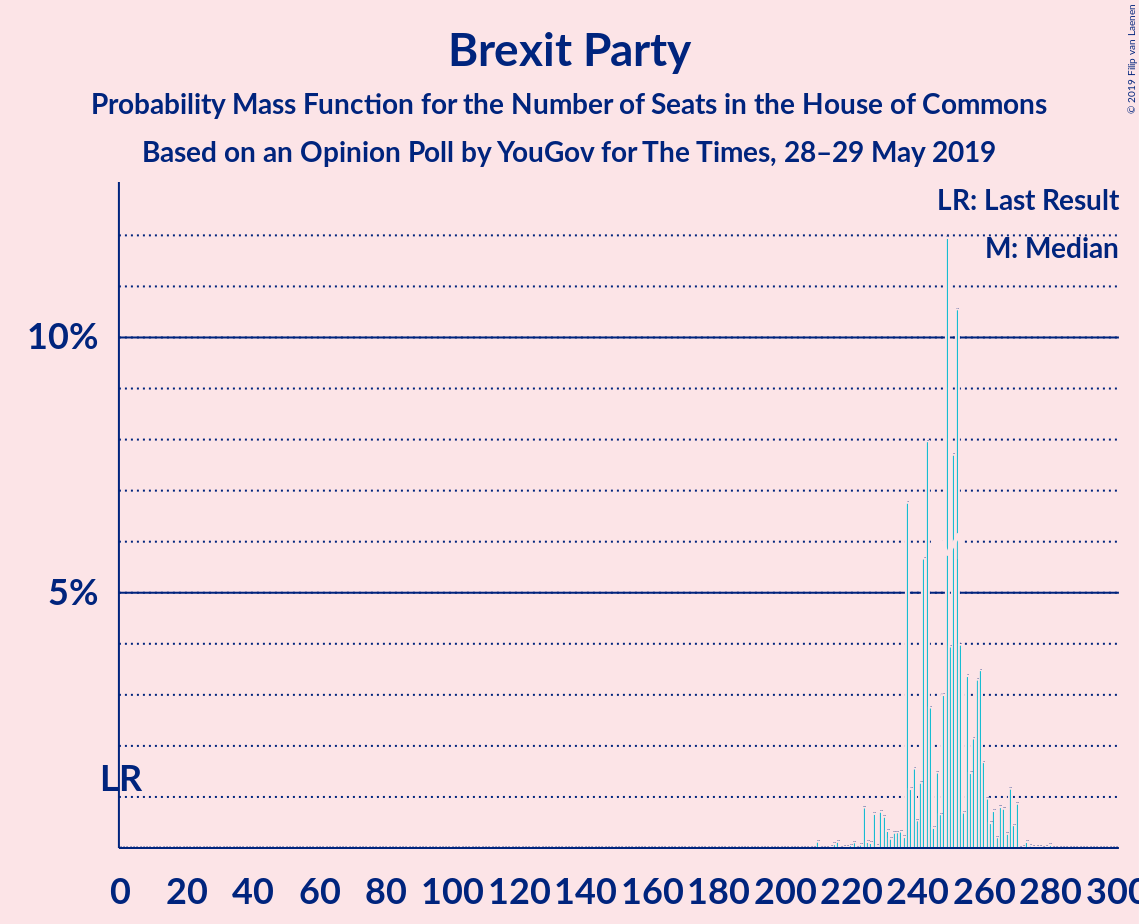 Brexit Party
Probability Mass Function for the Number of Seats in the House of Commons
Based on an Opinion Poll by YouGov for The Times, 28–29 May 2019
© 2019 Filip van Laenen
LR: Last Result
M: Median
10%
5%
LR
0 20 40 60 80 100 120 140 160 180 200 220 240 260 280 300